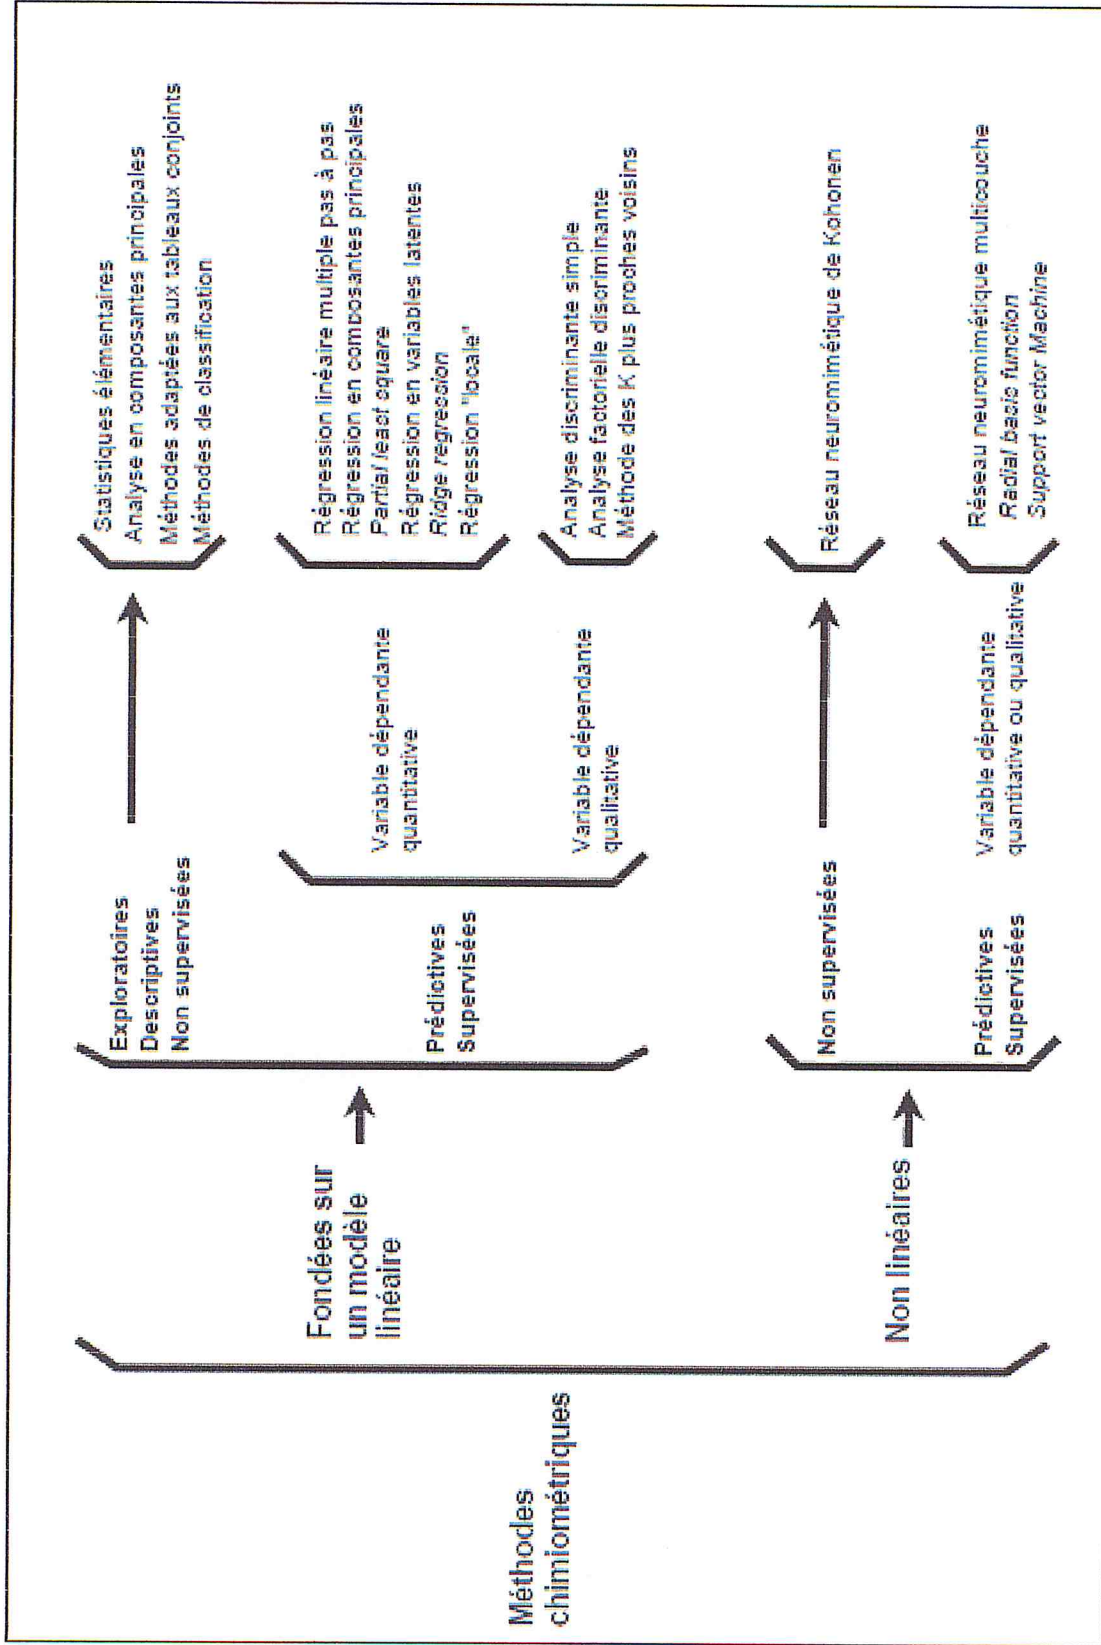 Méthodes
chimiométriques
Fondées sur
un modèle
linéaire
Exploratoires
Descriptives
Non supervisées
Statistiques élémentaires
Analyse en composantes principales
Méthodes adaptées aux tableaux conjoints
Méthodes de classification
Prédictives
Supervisées
Variable dépendante
quantitative
Régression linéaire multiple pas à pas
Régression en composantes principales
Partial least square
Régression en variables latentes
Ridge regression
Régression "locale"
Variable dépendante
qualitative
Analyse discriminante simple
Analyse factorielle discriminante
Méthode des K plus proches voisins
Non linéaires
Non supervisées
Réseau neuromimétique de Kohonen
Prédictives
Supervisées
Variable dépendante
quantitative ou qualitative
Réseau neuromimétique multicouche
Radial basic function
Support vector Machine